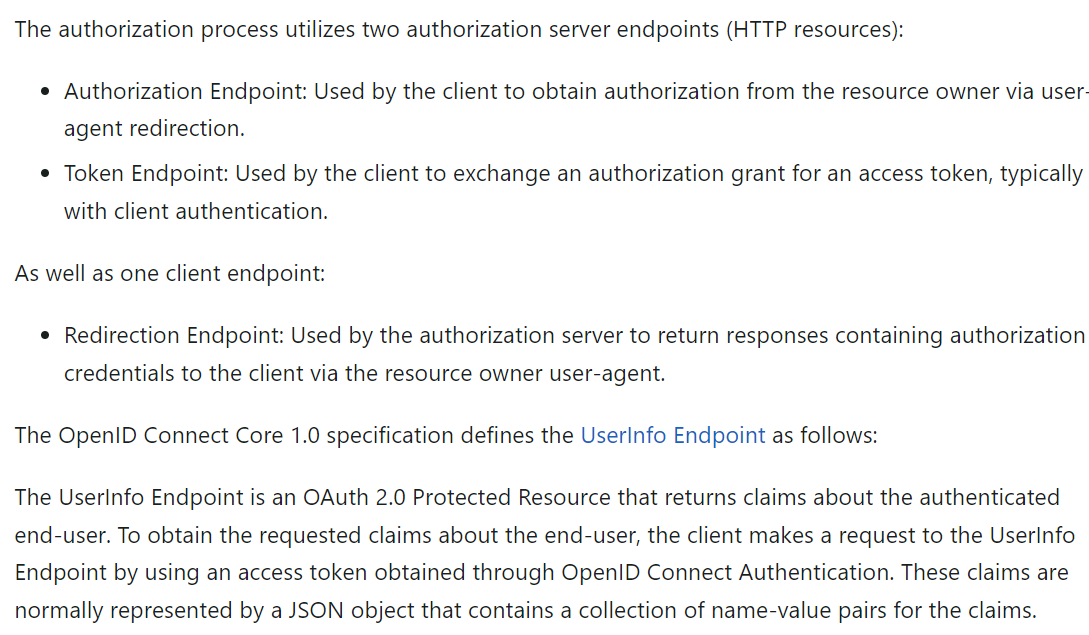 The authorization process utilizes two authorization server endpoints (HTTP resources):
Authorization Endpoint: Used by the client to obtain authorization from the resource owner via user-
agent redirection.
Token Endpoint: Used by the client to exchange an authorization grant for an access token, typically
with client authentication.
As well as one client endpoint:
Redirection Endpoint: Used by the authorization server to return responses containing authorization
credentials to the client via the resource owner user-agent.
The OpenID Connect Core 1.0 specification defines the UserInfo Endpoint as follows:
The UserInfo Endpoint is an OAuth 2.0 Protected Resource that returns claims about the authenticated
end-user. To obtain the requested claims about the end-user, the client makes a request to the UserInfo
Endpoint by using an access token obtained through OpenID Connect Authentication. These claims are
normally represented by a JSON object that contains a collection of name-value pairs for the claims.